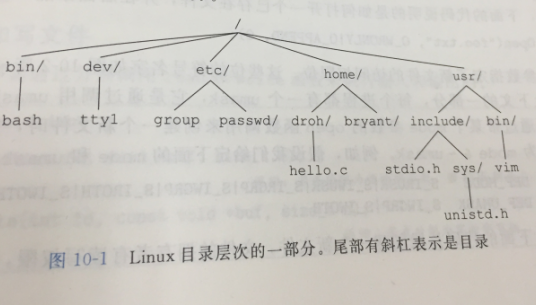 /
bin/ dev/ etc/ home/ usr/
bash tty1 group passwd/ droh/ bryant/ include/ bin/
hello.c stdio.h sys/ vim
unistd.h
图 10-1 Linux 目录层次的一部分。尾部有斜杠表示是目录